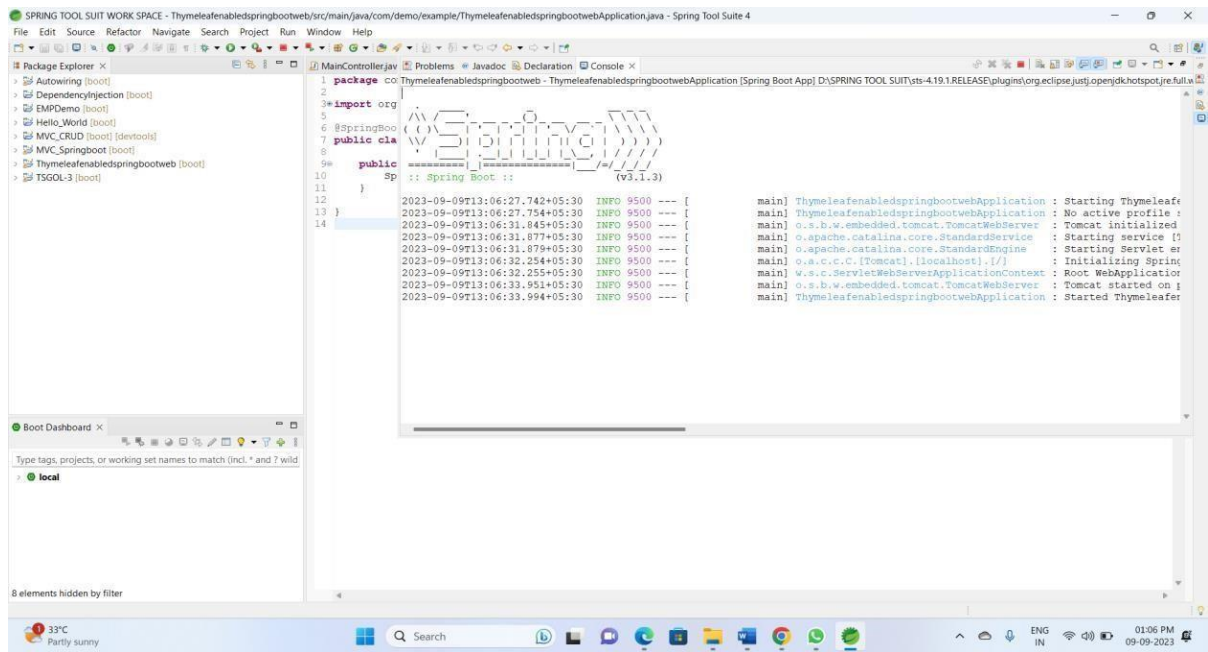 SPRING TOOL SUIT WORK SPACE - Thymeleafenabledspringbootweb/src/main/java/com/demo/example/ThymeleafenabledspringbootwebApplication.java - Spring Tool Suite 4
File Edit Source Refactor Navigate Search Project Run Window Help
Package Explorer
Autowiring [boot]
DependencyInjection [boot]
EMPDemo [boot]
Hello_World [boot]
MVC_CRUD [boot] [devtools]
MVC_Springboot [boot]
Thymeleafenabledspringbootweb [boot]
TSGOL-3 [boot]
MainController.jav Problems Javadoc Declaration Console
1 package co
2
3 import org
5
6 @SpringBoo
7 public cla
8
9 public
10 Sp
11 }
12
13 }
14
Thymeleafenabledspringbootweb - ThymeleafenabledspringbootwebApplication [Spring Boot App] D:\SPRING TOOL SUIT\sts-4.19.1.RELEASE\plugins\org.eclipse.justj.openjdk.hotspot.jre.full.w
Spring
:: Spring Boot :: (v3.1.3)
2023-09-09T13:06:27.742+05:30 INFO 9500 --- [ main] ThymeleafenabledspringbootwebApplication : Starting Thymeleafe
2023-09-09T13:06:27.754+05:30 INFO 9500 --- [ main] ThymeleafenabledspringbootwebApplication : No active profile s
2023-09-09T13:06:31.845+05:30 INFO 9500 --- [ main] o.s.b.w.embedded.tomcat.TomcatWebServer : Tomcat initialized
2023-09-09T13:06:31.877+05:30 INFO 9500 --- [ main] o.apache.catalina.core.StandardService : Starting service [T
2023-09-09T13:06:31.879+05:30 INFO 9500 --- [ main] o.apache.catalina.core.StandardEngine : Starting Servlet en
2023-09-09T13:06:32.254+05:30 INFO 9500 --- [ main] o.a.c.c.C.[Tomcat].[localhost].[/] : Initializing Spring
2023-09-09T13:06:32.255+05:30 INFO 9500 --- [ main] w.s.c.ServletWebServerApplicationContext : Root WebApplication
2023-09-09T13:06:33.951+05:30 INFO 9500 --- [ main] o.s.b.w.embedded.tomcat.TomcatWebServer : Tomcat started on p
2023-09-09T13:06:33.994+05:30 INFO 9500 --- [ main] ThymeleafenabledspringbootwebApplication : Started Thymeleafen
Boot Dashboard
Type tags, projects, or working set names to match (incl. * and ? wild
local
8 elements hidden by filter
1
33°C
Partly sunny
Search
ENG
IN
01:06 PM
09-09-2023